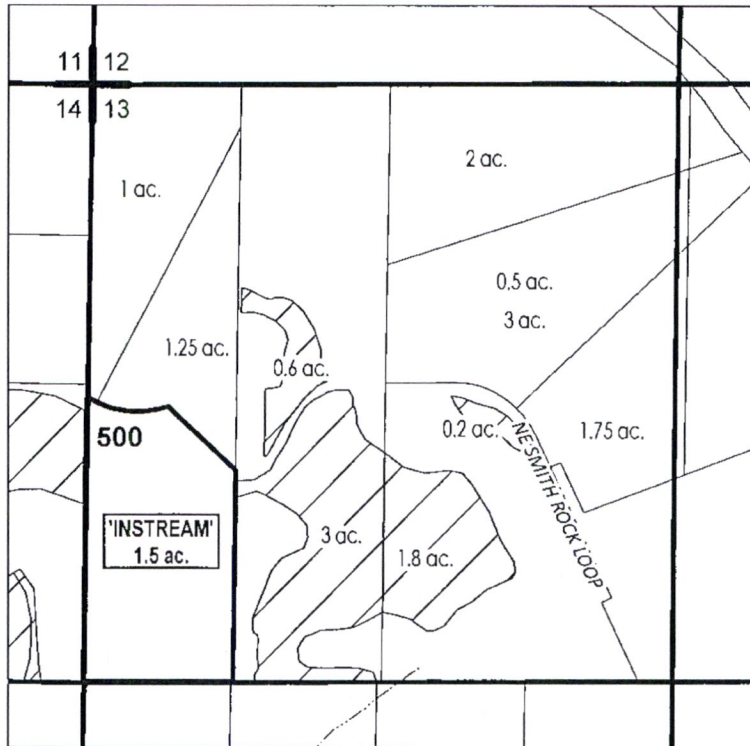 11 12
14 13
1 ac.
2 ac.
0.5 ac.
3 ac.
1.25 ac.
0.6 ac.
500
0.2 ac.
1.75 ac.
NE SMITH ROCK LOOP
'INSTREAM'
1.5 ac.
3 ac.
1.8 ac.